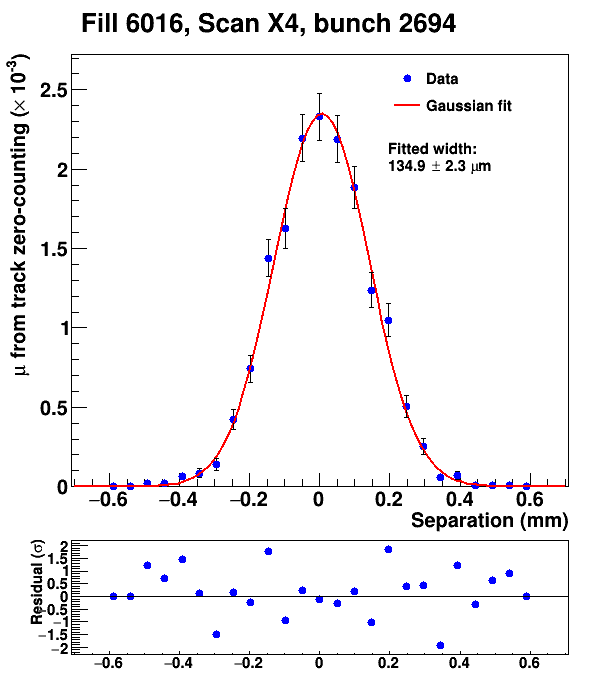 Fill 6016, Scan X4, bunch 2694
μ from track zero-counting (× 10⁻³)
2.5
2
1.5
1
0.5
0
Data
Gaussian fit
Fitted width:
134.9 ± 2.3 μm
−0.6 −0.4 −0.2 0 0.2 0.4 0.6
Separation (mm)
Residual (σ)
2
1.5
1
0.5
0
−0.5
−1
−1.5
−2
−0.6 −0.4 −0.2 0 0.2 0.4 0.6